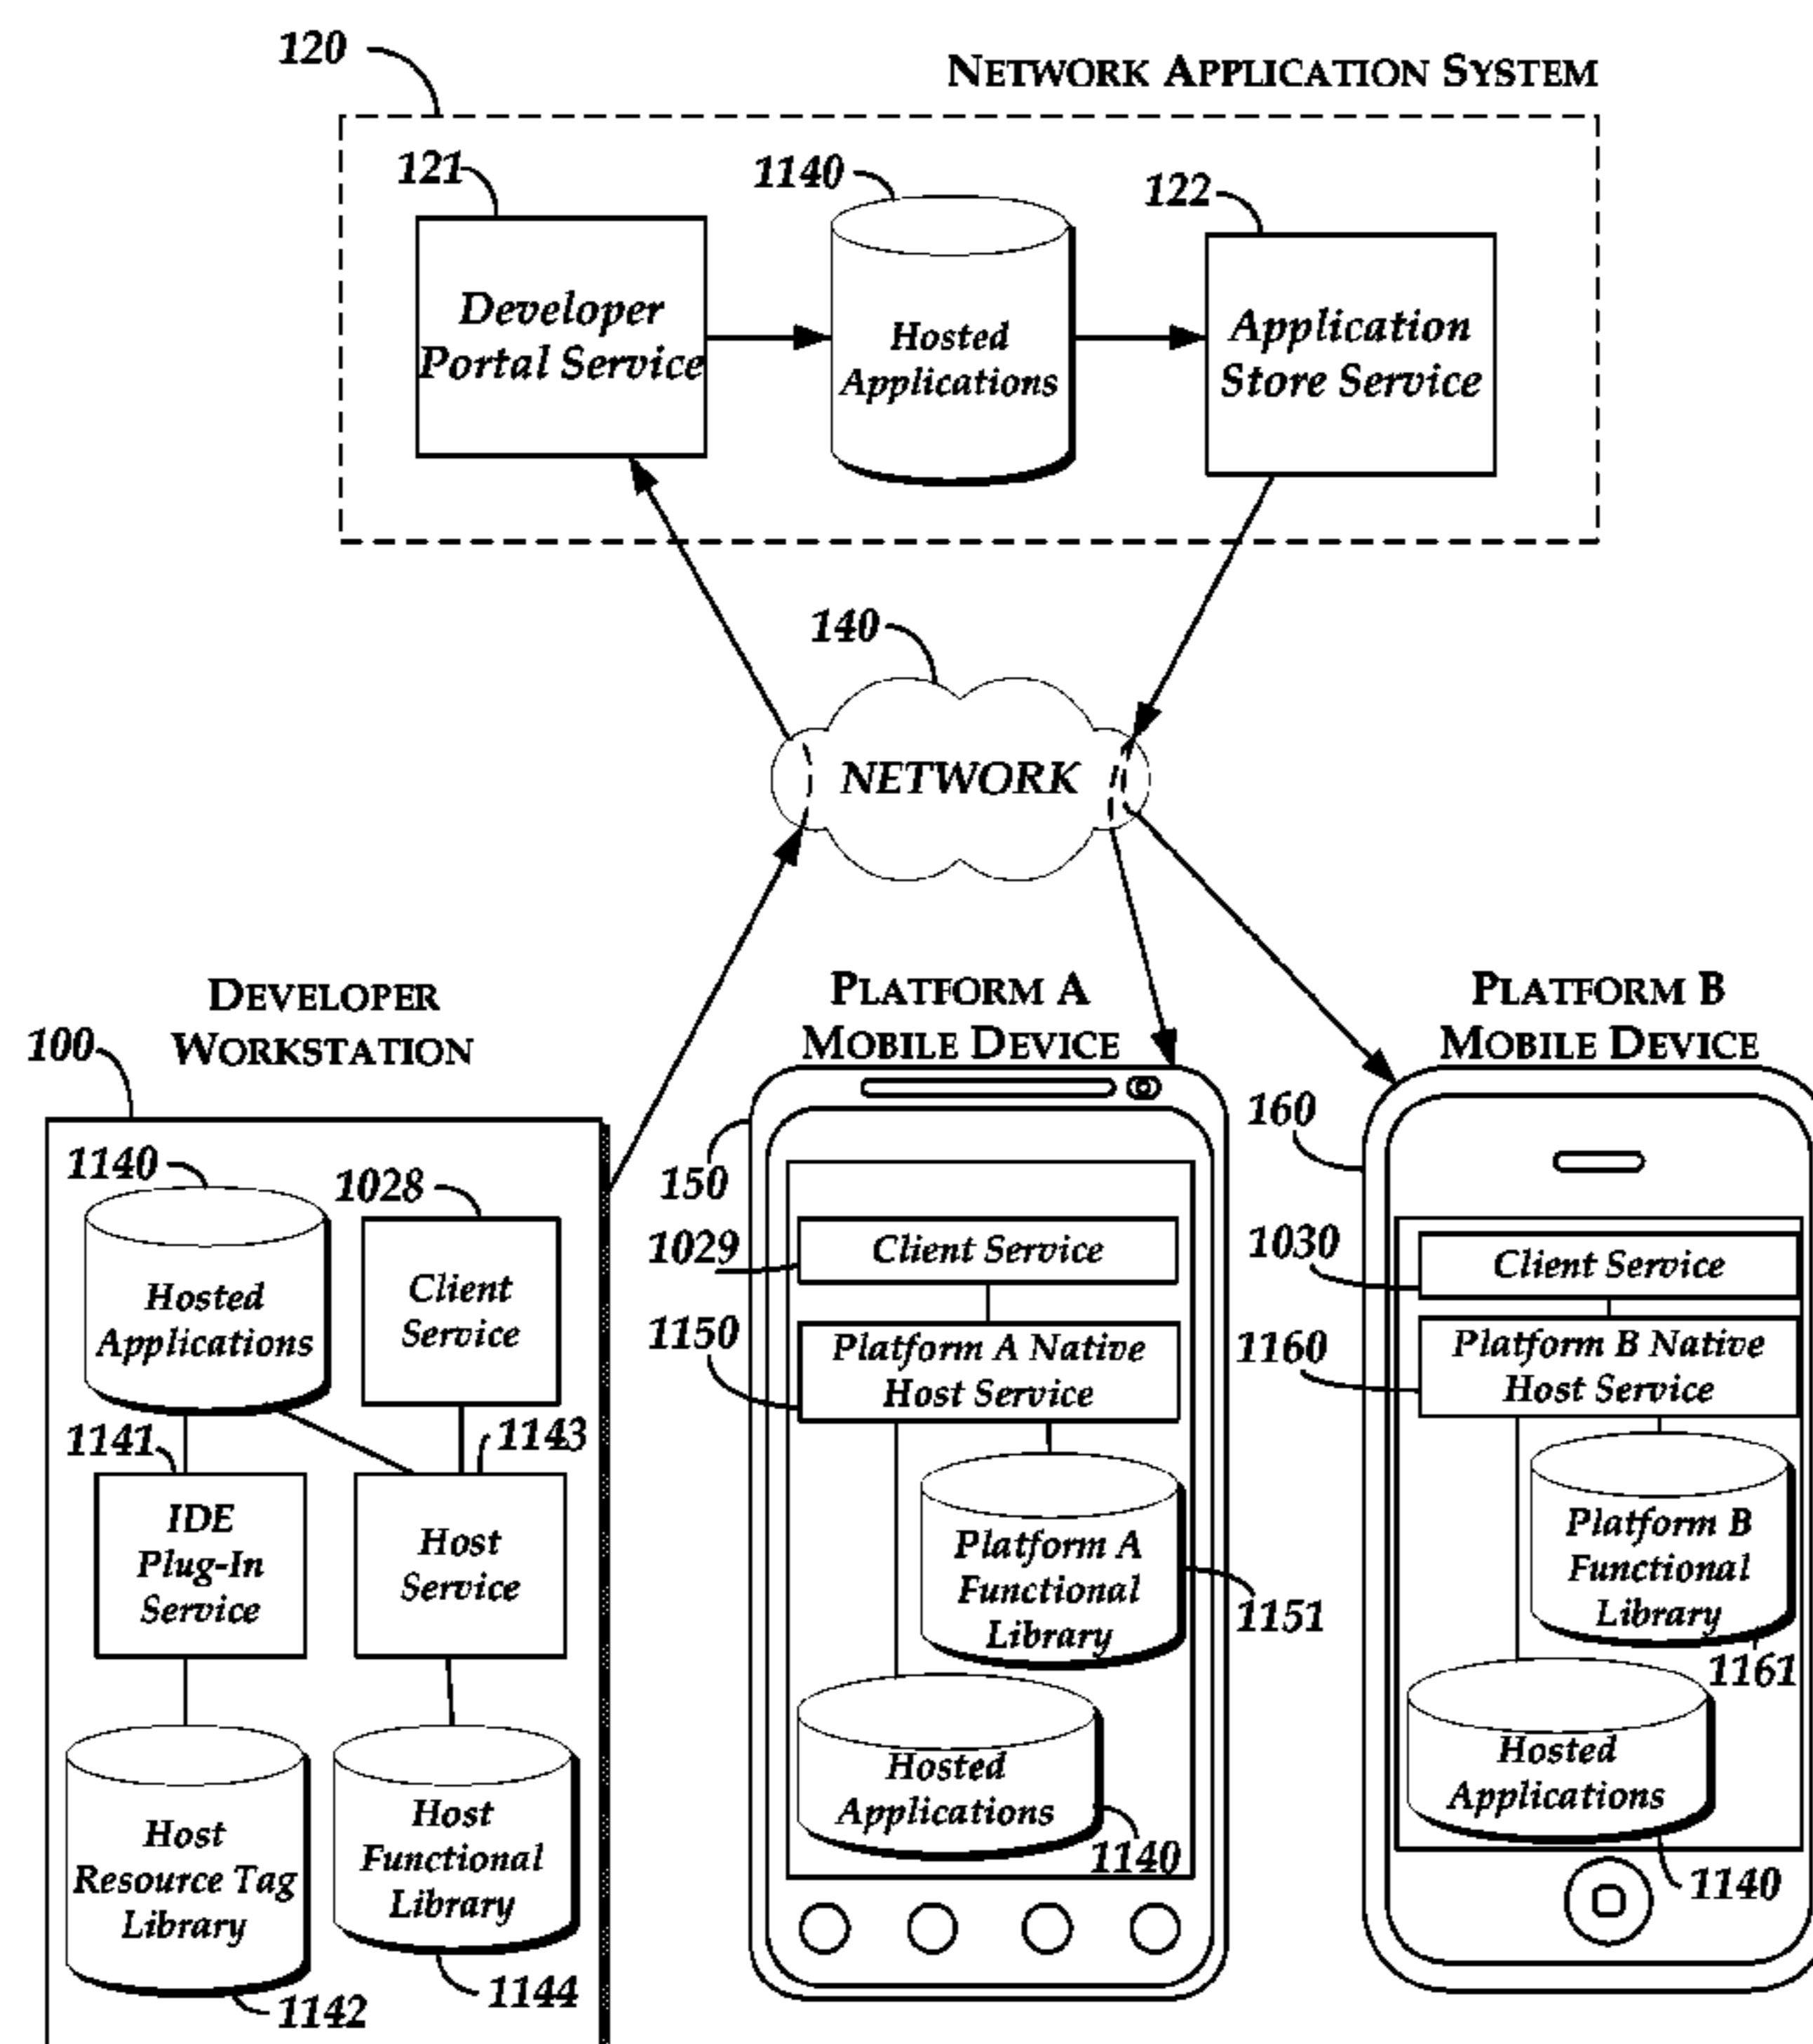 120
NETWORK APPLICATION SYSTEM
121
1140
122
Developer
Portal Service
Hosted
Applications
Application
Store Service
140
NETWORK
DEVELOPER
WORKSTATION
100
PLATFORM A
MOBILE DEVICE
PLATFORM B
MOBILE DEVICE
1140
1028
Hosted
Applications
Client
Service
1141
1143
IDE
Plug-In
Service
Host
Service
Host
Resource Tag
Library
Host
Functional
Library
1142
1144
150
1029
Client Service
1150
Platform A Native
Host Service
Platform A
Functional
Library
1151
Hosted
Applications
1140
160
1030
Client Service
1160
Platform B Native
Host Service
Platform B
Functional
Library
1161
Hosted
Applications
1140